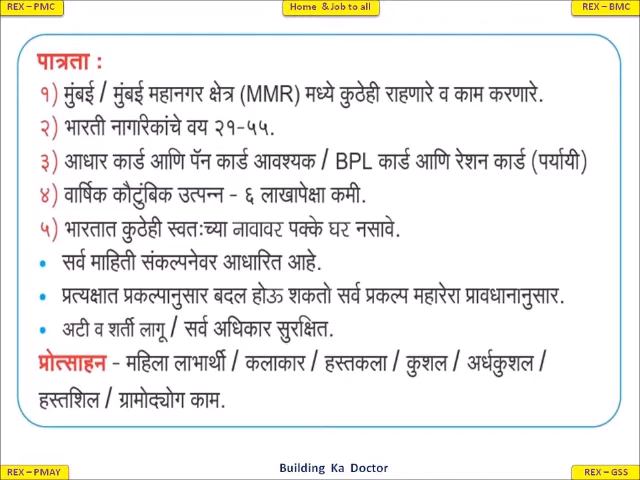 REX – PMC
Home & Job to all
REX – BMC
पात्रता :
१) मुंबई / मुंबई महानगर क्षेत्र (MMR) मध्ये कुठेही राहणारे व काम करणारे.
२) भारती नागरिकांचे वय २१-५५.
३) आधार कार्ड आणि पॅन कार्ड आवश्यक / BPL कार्ड आणि रेशन कार्ड (पर्यायी)
४) वार्षिक कौटुंबिक उत्पन्न - ६ लाखापेक्षा कमी.
५) भारतात कुठेही स्वतःच्या नावावर पक्के घर नसावे.
• सर्व माहिती संकल्पनेवर आधारित आहे.
• प्रत्यक्षात प्रकल्पानुसार बदल होऊ शकतो सर्व प्रकल्प महारेरा प्रावधानानुसार.
• अटी व शर्ती लागू / सर्व अधिकार सुरक्षित.
प्रोत्साहन - महिला लाभार्थी / कलाकार / हस्तकला / कुशल / अर्धकुशल /
हस्तशिल / ग्रामोद्योग काम.
REX – PMAY
Building Ka Doctor
REX – GSS